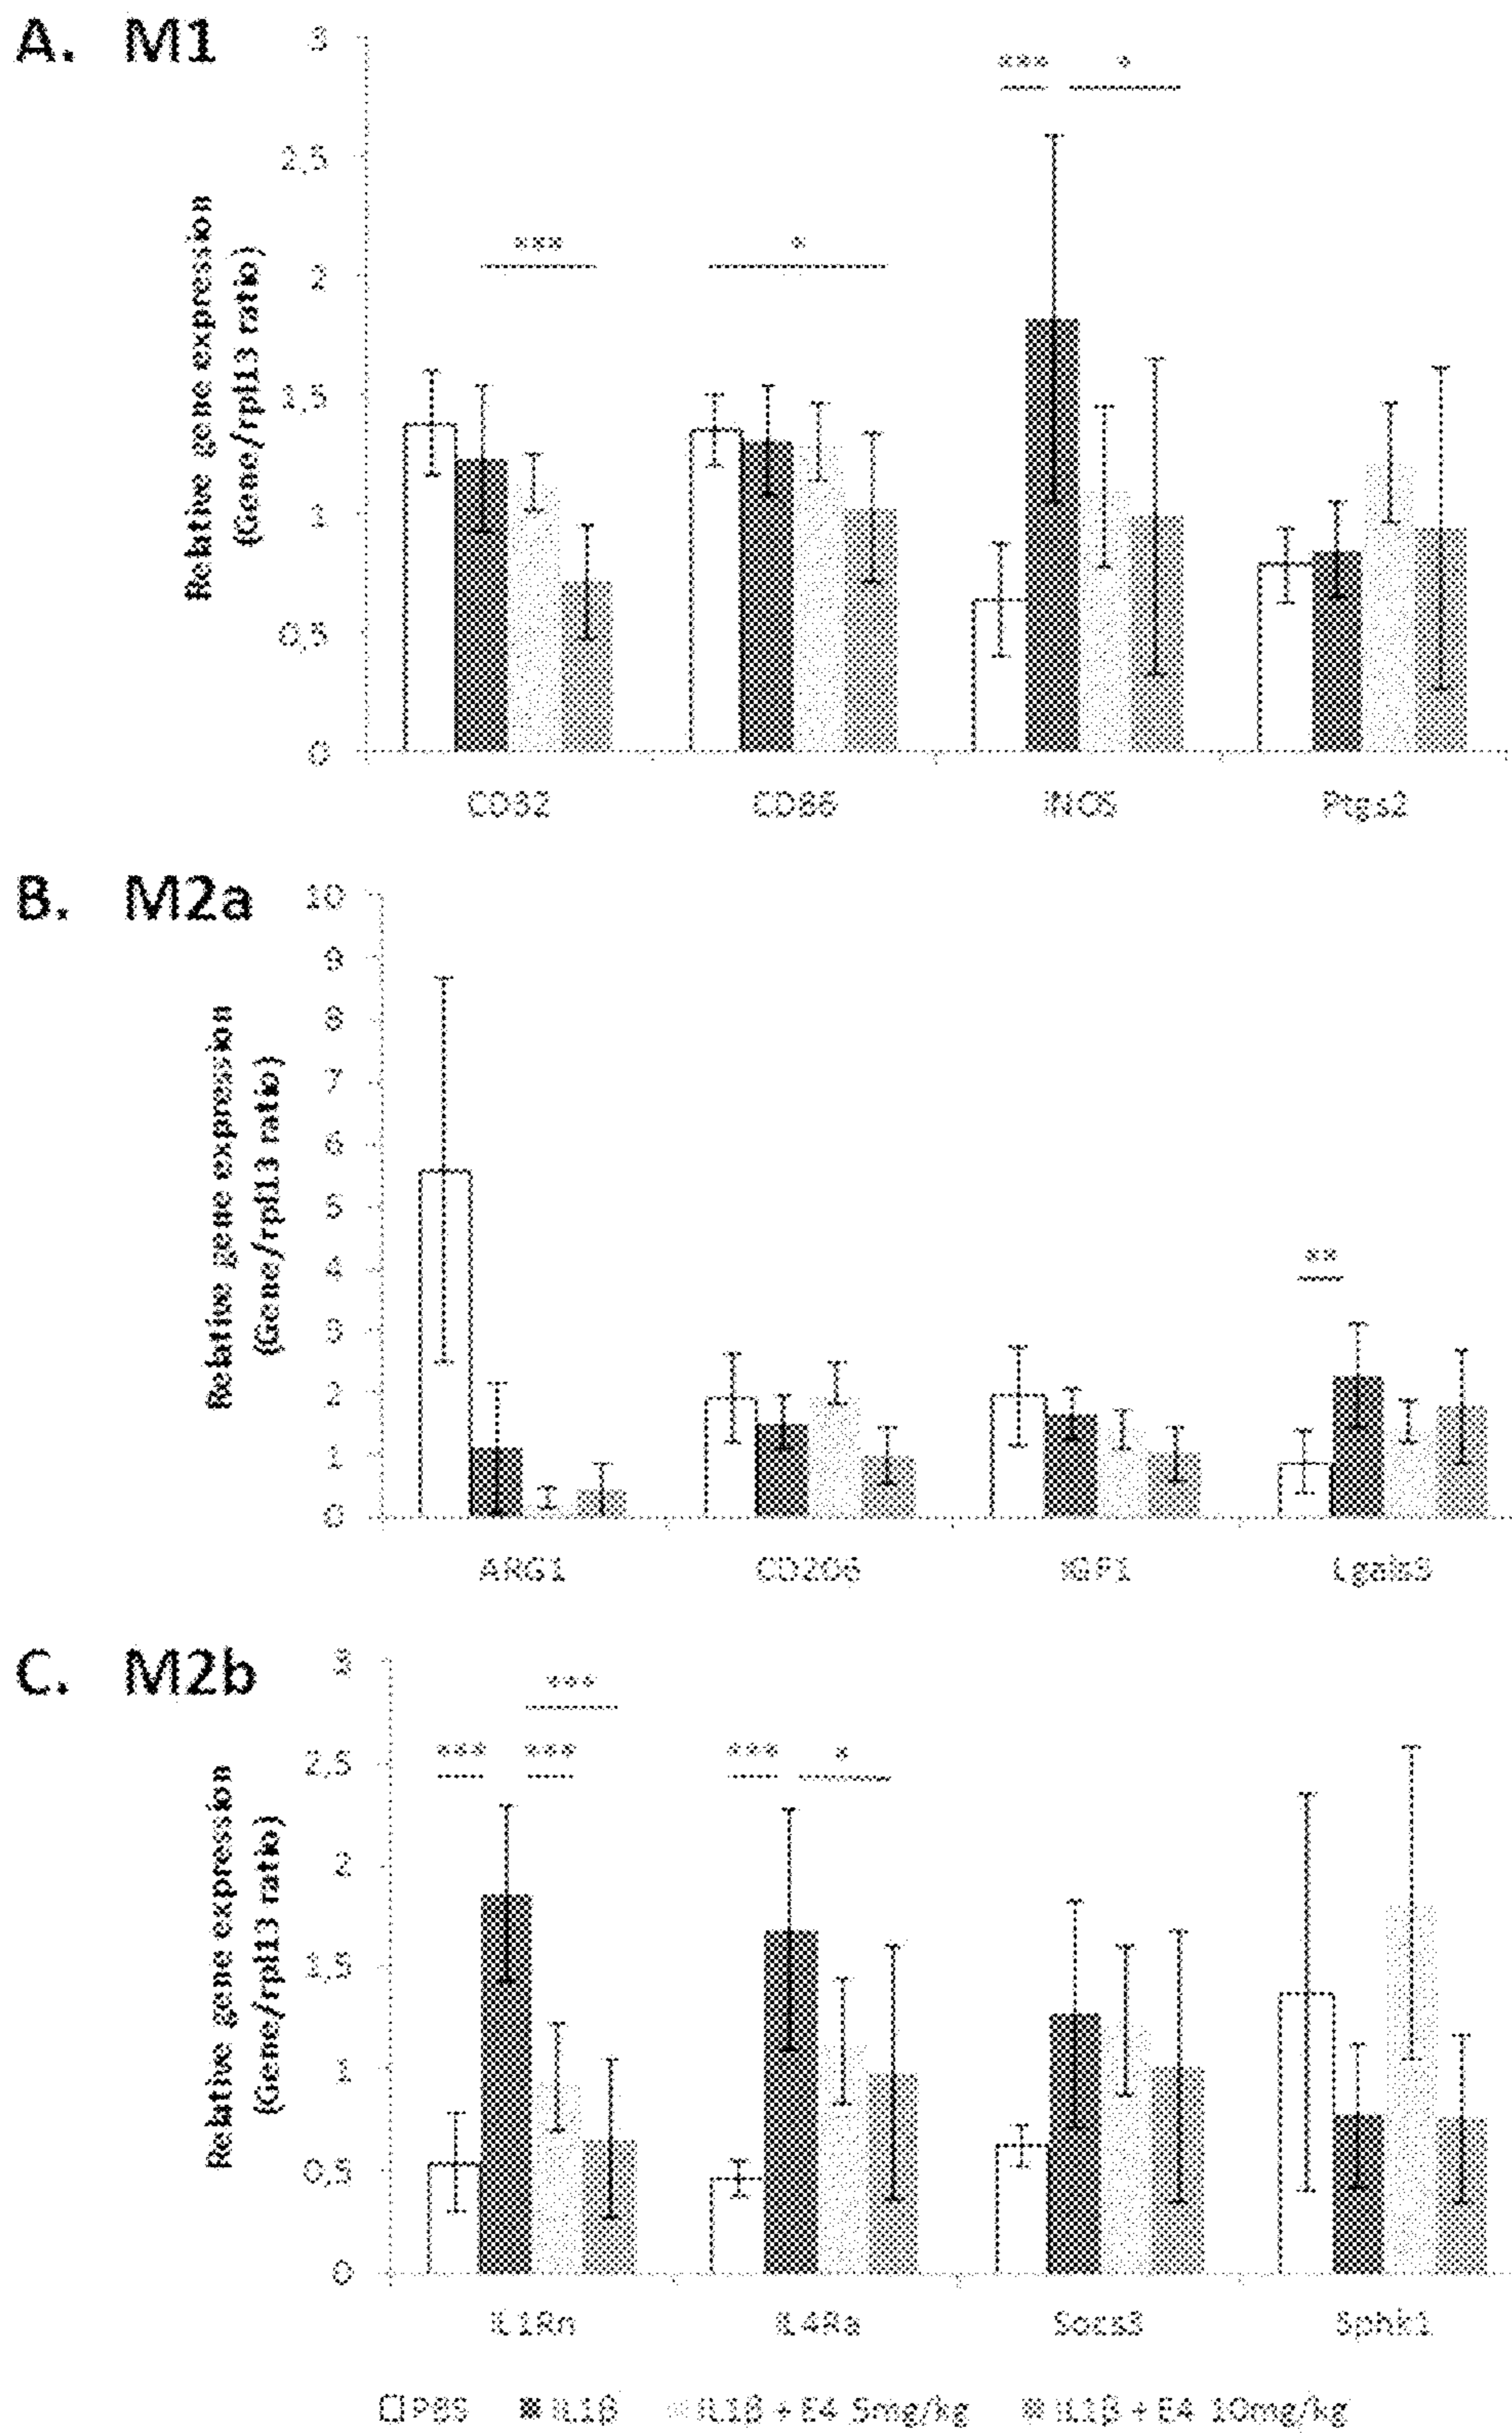 A. M1
Relative gene expression
(Gene/rpl13 ratio)
3
2,5
2
1,5
1
0,5
0
*** *
*** *
CD32 CD86 iNOS Ptgs2
B. M2a
Relative gene expression
(Gene/rpl13 ratio)
10
9
8
7
6
5
4
3
2
1
0
**
ARG1 CD206 IGF1 Lgals3
C. M2b
Relative gene expression
(Gene/rpl13 ratio)
3
2,5
2
1,5
1
0,5
0
***
*** *** *** *
IL1Rn IL4Ra Socs3 Sphk1
PBS IL1β IL1β + E4 5mg/kg IL1β + E4 10mg/kg